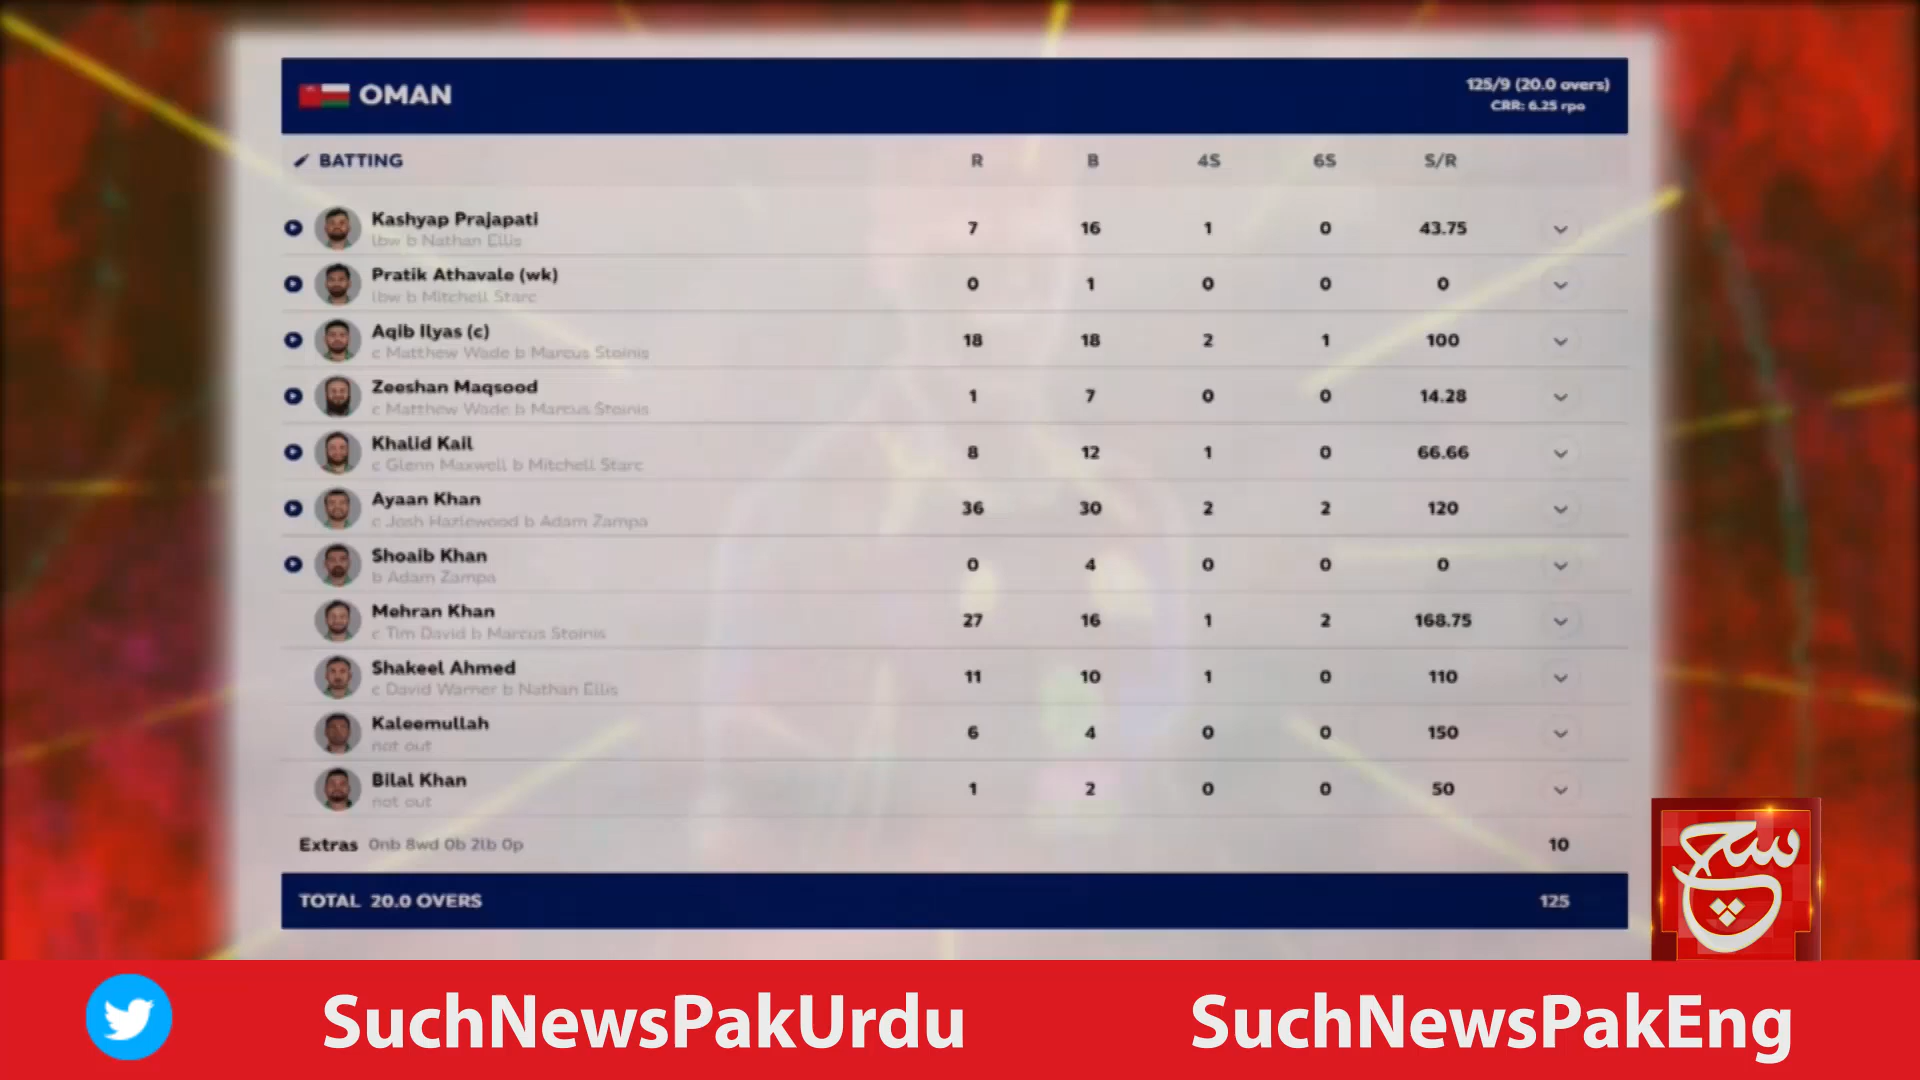 OMAN
125/9 (20.0 overs)
CRR: 6.25 rpo
BATTING R B 4S 6S S/R
Kashyap Prajapati 7 16 1 0 43.75
lbw b Nathan Ellis
Pratik Athavale (wk) 0 1 0 0 0
lbw b Mitchell Starc
Aqib Ilyas (c) 18 18 2 1 100
c Matthew Wade b Marcus Stoinis
Zeeshan Maqsood 1 7 0 0 14.28
c Matthew Wade b Marcus Stoinis
Khalid Kail 8 12 1 0 66.66
c Glenn Maxwell b Mitchell Starc
Ayaan Khan 36 30 2 2 120
c Josh Hazlewood b Adam Zampa
Shoaib Khan 0 4 0 0 0
b Adam Zampa
Mehran Khan 27 16 1 2 168.75
c Tim David b Marcus Stoinis
Shakeel Ahmed 11 10 1 0 110
c David Warner b Nathan Ellis
Kaleemullah 6 4 0 0 150
not out
Bilal Khan 1 2 0 0 50
not out
Extras 0nb 8wd 0b 2lb 0p 10
TOTAL 20.0 OVERS 125
سچ
SuchNewsPakUrdu SuchNewsPakEng